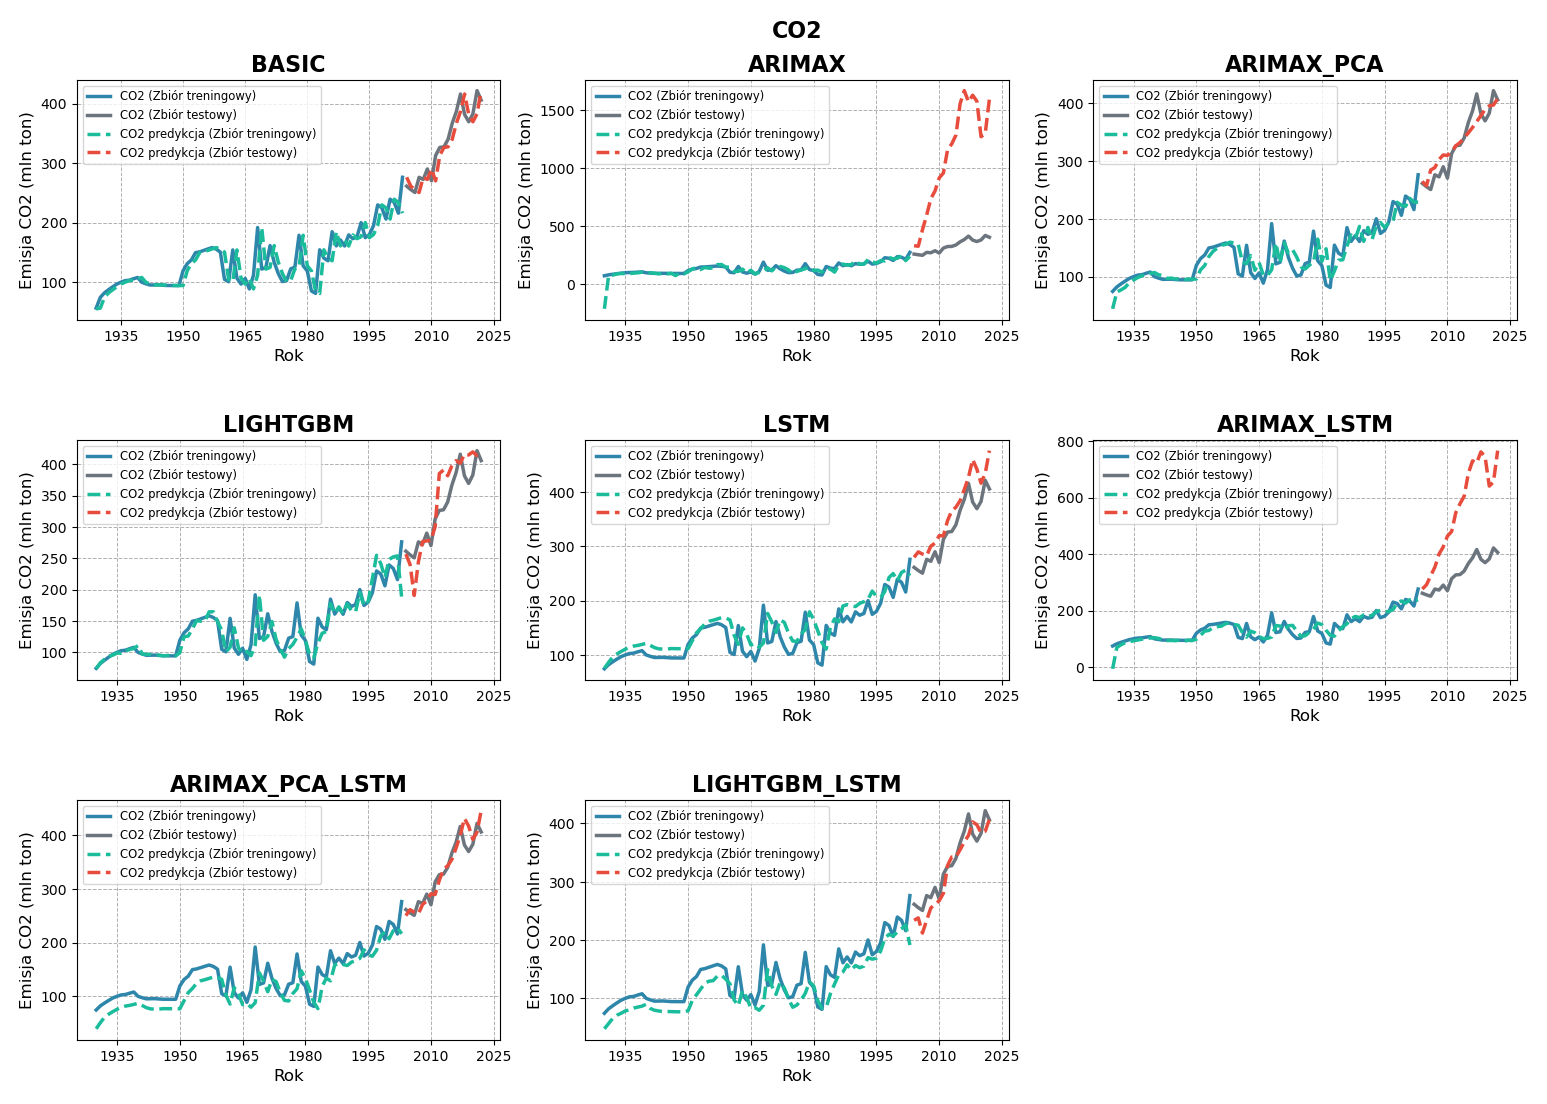 CO2
BASIC
CO2 (Zbiór treningowy)
CO2 (Zbiór testowy)
CO2 predykcja (Zbiór treningowy)
CO2 predykcja (Zbiór testowy)
Emisja CO2 (mln ton)
400
300
200
100
1935 1950 1965 1980 1995 2010 2025
Rok
ARIMAX
CO2 (Zbiór treningowy)
CO2 (Zbiór testowy)
CO2 predykcja (Zbiór treningowy)
CO2 predykcja (Zbiór testowy)
Emisja CO2 (mln ton)
1500
1000
500
0
1935 1950 1965 1980 1995 2010 2025
Rok
ARIMAX_PCA
CO2 (Zbiór treningowy)
CO2 (Zbiór testowy)
CO2 predykcja (Zbiór treningowy)
CO2 predykcja (Zbiór testowy)
Emisja CO2 (mln ton)
400
300
200
100
1935 1950 1965 1980 1995 2010 2025
Rok
LIGHTGBM
CO2 (Zbiór treningowy)
CO2 (Zbiór testowy)
CO2 predykcja (Zbiór treningowy)
CO2 predykcja (Zbiór testowy)
Emisja CO2 (mln ton)
400
350
300
250
200
150
100
1935 1950 1965 1980 1995 2010 2025
Rok
LSTM
CO2 (Zbiór treningowy)
CO2 (Zbiór testowy)
CO2 predykcja (Zbiór treningowy)
CO2 predykcja (Zbiór testowy)
Emisja CO2 (mln ton)
400
300
200
100
1935 1950 1965 1980 1995 2010 2025
Rok
ARIMAX_LSTM
CO2 (Zbiór treningowy)
CO2 (Zbiór testowy)
CO2 predykcja (Zbiór treningowy)
CO2 predykcja (Zbiór testowy)
Emisja CO2 (mln ton)
800
600
400
200
0
1935 1950 1965 1980 1995 2010 2025
Rok
ARIMAX_PCA_LSTM
CO2 (Zbiór treningowy)
CO2 (Zbiór testowy)
CO2 predykcja (Zbiór treningowy)
CO2 predykcja (Zbiór testowy)
Emisja CO2 (mln ton)
400
300
200
100
1935 1950 1965 1980 1995 2010 2025
Rok
LIGHTGBM_LSTM
CO2 (Zbiór treningowy)
CO2 (Zbiór testowy)
CO2 predykcja (Zbiór treningowy)
CO2 predykcja (Zbiór testowy)
Emisja CO2 (mln ton)
400
300
200
100
1935 1950 1965 1980 1995 2010 2025
Rok